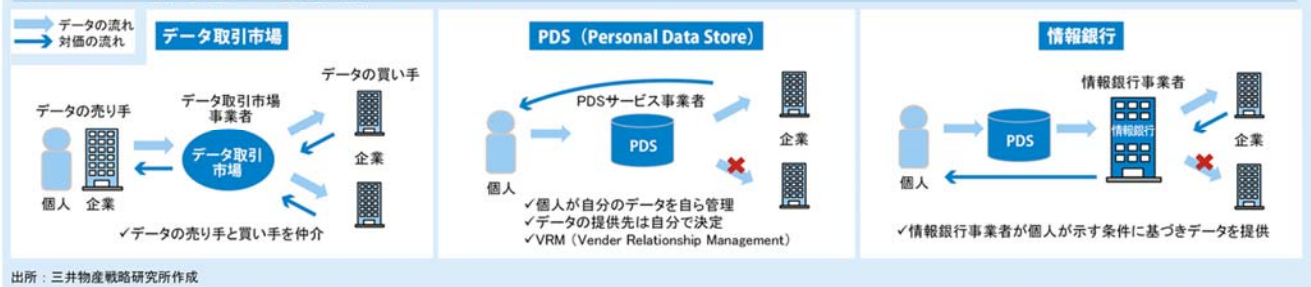 データの流れ
対価の流れ
データ取引市場
データの買い手
データ取引市場
事業者
データの売り手
データ取引
市場
企業
個人 企業
✓データの売り手と買い手を仲介
PDS（Personal Data Store）
PDSサービス事業者
PDS
企業
個人
✓個人が自分のデータを自ら管理
✓データの提供先は自分で決定
✓VRM（Vender Relationship Management）
情報銀行
情報銀行事業者
情報銀行
PDS
企業
個人
✓情報銀行事業者が個人が示す条件に基づきデータを提供
出所：三井物産戦略研究所作成